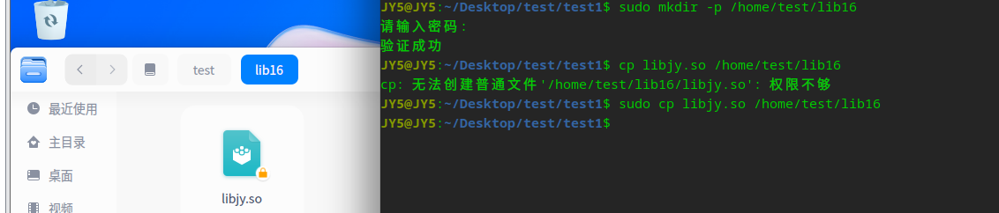 test
lib16
最近使用
主目录
桌面
视频
libjy.so
JY5@JY5:~/Desktop/test/test1$ sudo mkdir -p /home/test/lib16
请输入密码:
验证成功
JY5@JY5:~/Desktop/test/test1$ cp libjy.so /home/test/lib16
cp: 无法创建普通文件'/home/test/lib16/libjy.so': 权限不够
JY5@JY5:~/Desktop/test/test1$ sudo cp libjy.so /home/test/lib16
JY5@JY5:~/Desktop/test/test1$